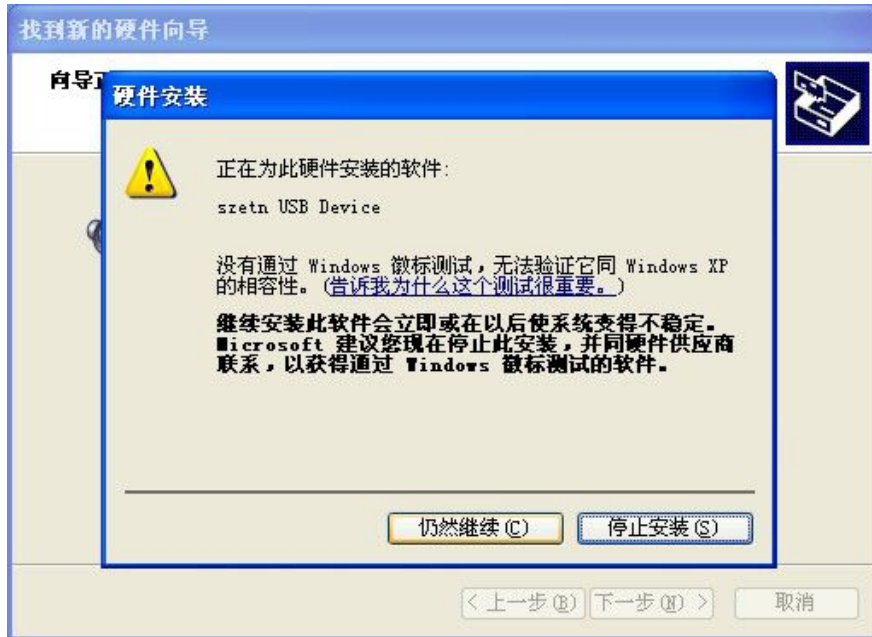 找到新的硬件向导
向导正
硬件安装
正在为此硬件安装的软件:
szetn USB Device
没有通过 Windows 徽标测试，无法验证它同 Windows XP
的相容性。(告诉我为什么这个测试很重要。)
继续安装此软件会立即或在以后使系统变得不稳定。
Microsoft 建议您现在停止此安装，并同硬件供应商
联系，以获得通过 Windows 徽标测试的软件。
仍然继续(C) 停止安装(S)
< 上一步(B) 下一步(N) > 取消